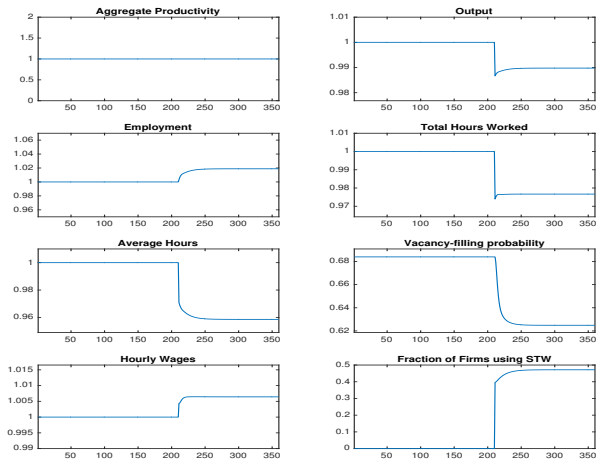 Aggregate Productivity
2
1.5
1
0.5
0
50 100 150 200 250 300 350
Output
1.01
1
0.99
0.98
50 100 150 200 250 300 350
Employment
1.06
1.04
1.02
1
0.98
0.96
50 100 150 200 250 300 350
Total Hours Worked
1.01
1
0.99
0.98
0.97
50 100 150 200 250 300 350
Average Hours
1
0.98
0.96
50 100 150 200 250 300 350
Vacancy-filling probability
0.68
0.66
0.64
0.62
50 100 150 200 250 300 350
Hourly Wages
1.015
1.01
1.005
1
0.995
0.99
50 100 150 200 250 300 350
Fraction of Firms using STW
0.5
0.4
0.3
0.2
0.1
0
50 100 150 200 250 300 350